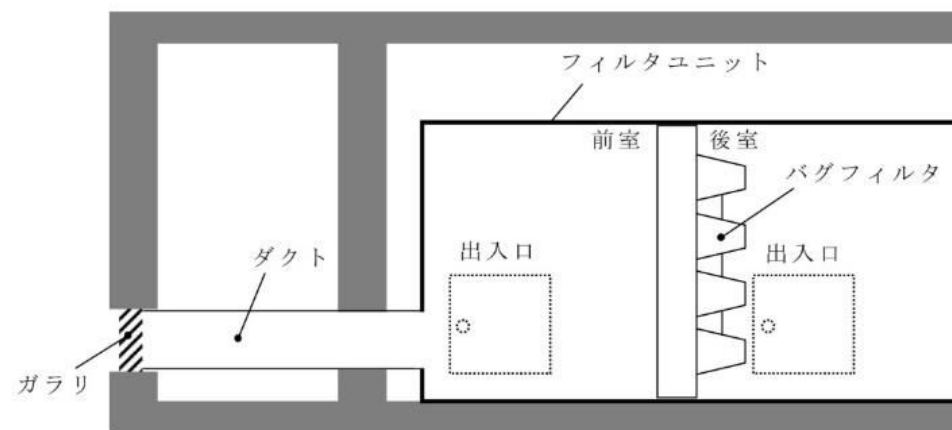 フィルタユニット
前室
後室
バグフィルタ
ダクト
出入口
出入口
ガラリ